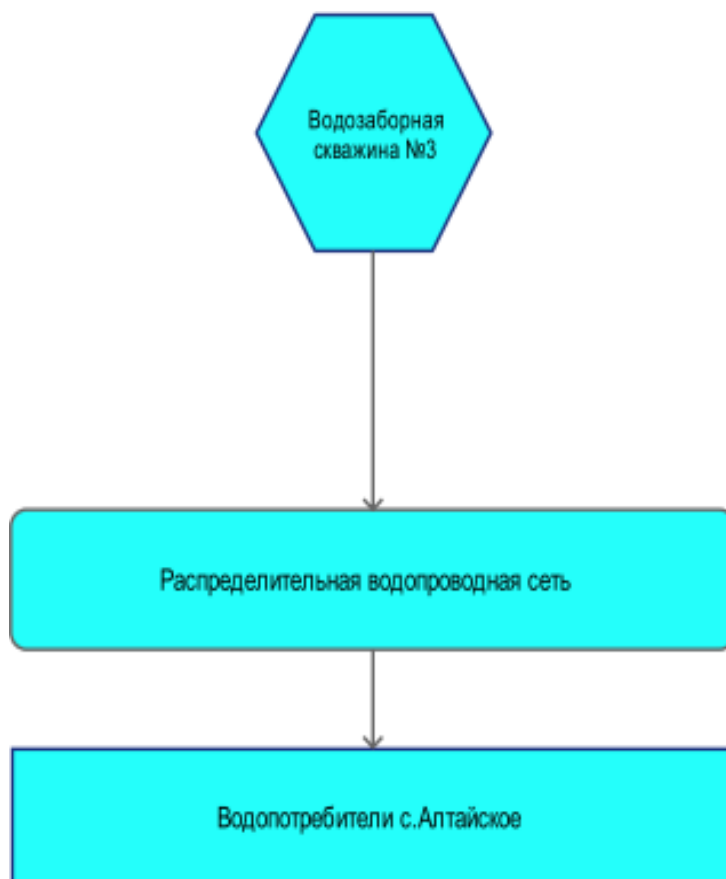 Водозаборная
скважина №3
Распределительная водопроводная сеть
Водопотребители с.Алтайское